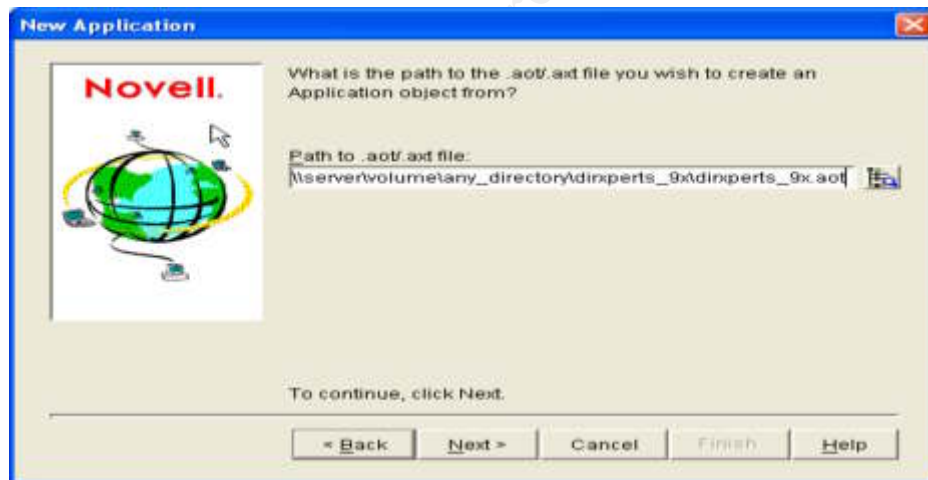 New Application
Novell.
What is the path to the .aot/.axt file you wish to create an
Application object from?
Path to .aot/.axt file:
\\server\volume\any_directory\dirxperts_9x\dirxperts_9x.aot
To continue, click Next.
< Back
Next >
Cancel
Finish
Help